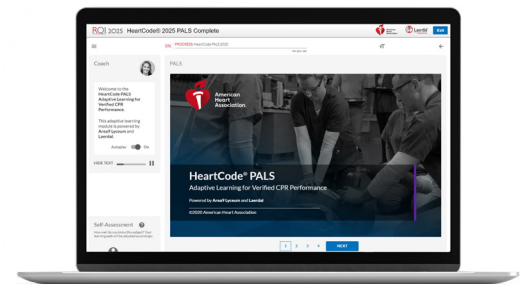 RQI 2025 HeartCode® 2025 PALS Complete
Laerdal
Exit
EN PROGRESS HeartCode PALS 2020
Coach
PALS
Welcome to the
HeartCode PALS
Adaptive Learning for
Verified CPR
Performance.
This adaptive learning
module is powered by
Area9 Lyceum and
Laerdal.
Autoplay On
HIDE TEXT
American
Heart
Association.
HeartCode® PALS
Adaptive Learning for Verified CPR Performance
Powered by Area9 Lyceum and Laerdal
©2020 American Heart Association
Self-Assessment
1 2 3 4 NEXT